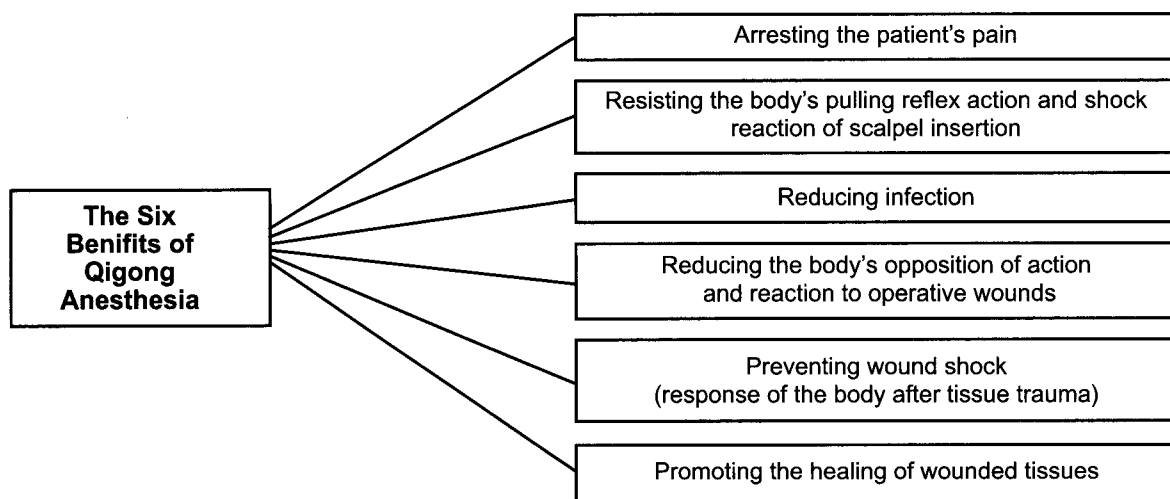 The Six
Benifits of
Qigong
Anesthesia
Arresting the patient's pain
Resisting the body's pulling reflex action and shock
reaction of scalpel insertion
Reducing infection
Reducing the body's opposition of action
and reaction to operative wounds
Preventing wound shock
(response of the body after tissue trauma)
Promoting the healing of wounded tissues